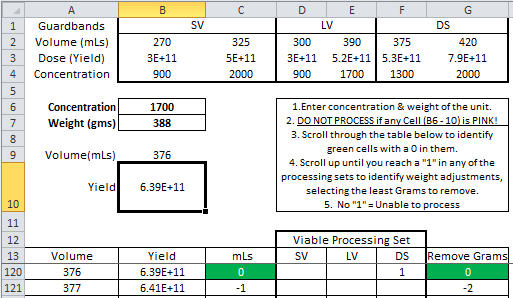 A B C D E F G
1 Guardbands SV LV DS
2 Volume (mLs) 270 325 300 390 375 420
3 Dose (Yield) 3E+11 5E+11 3E+11 5.2E+11 5.3E+11 7.9E+11
4 Concentration 900 2000 900 1700 1300 2000
5
6 Concentration 1700
7 Weight (gms) 388
8
9 Volume(mLs) 376
10 Yield 6.39E+11
1.Enter concentration & weight of the unit.
2. DO NOT PROCESS if any Cell (B6 - 10) is PINK!
3. Scroll through the table below to identify
green cells with a 0 in them.
4. Scroll up until you reach a "1" in any of the
processing sets to identify weight adjustments,
selecting the least Grams to remove.
5. No "1" = Unable to process
11
12 Viable Processing Set
13 Volume Yield mLs SV LV DS Remove Grams
120 376 6.39E+11 0 1 0
121 377 6.41E+11 -1 -2